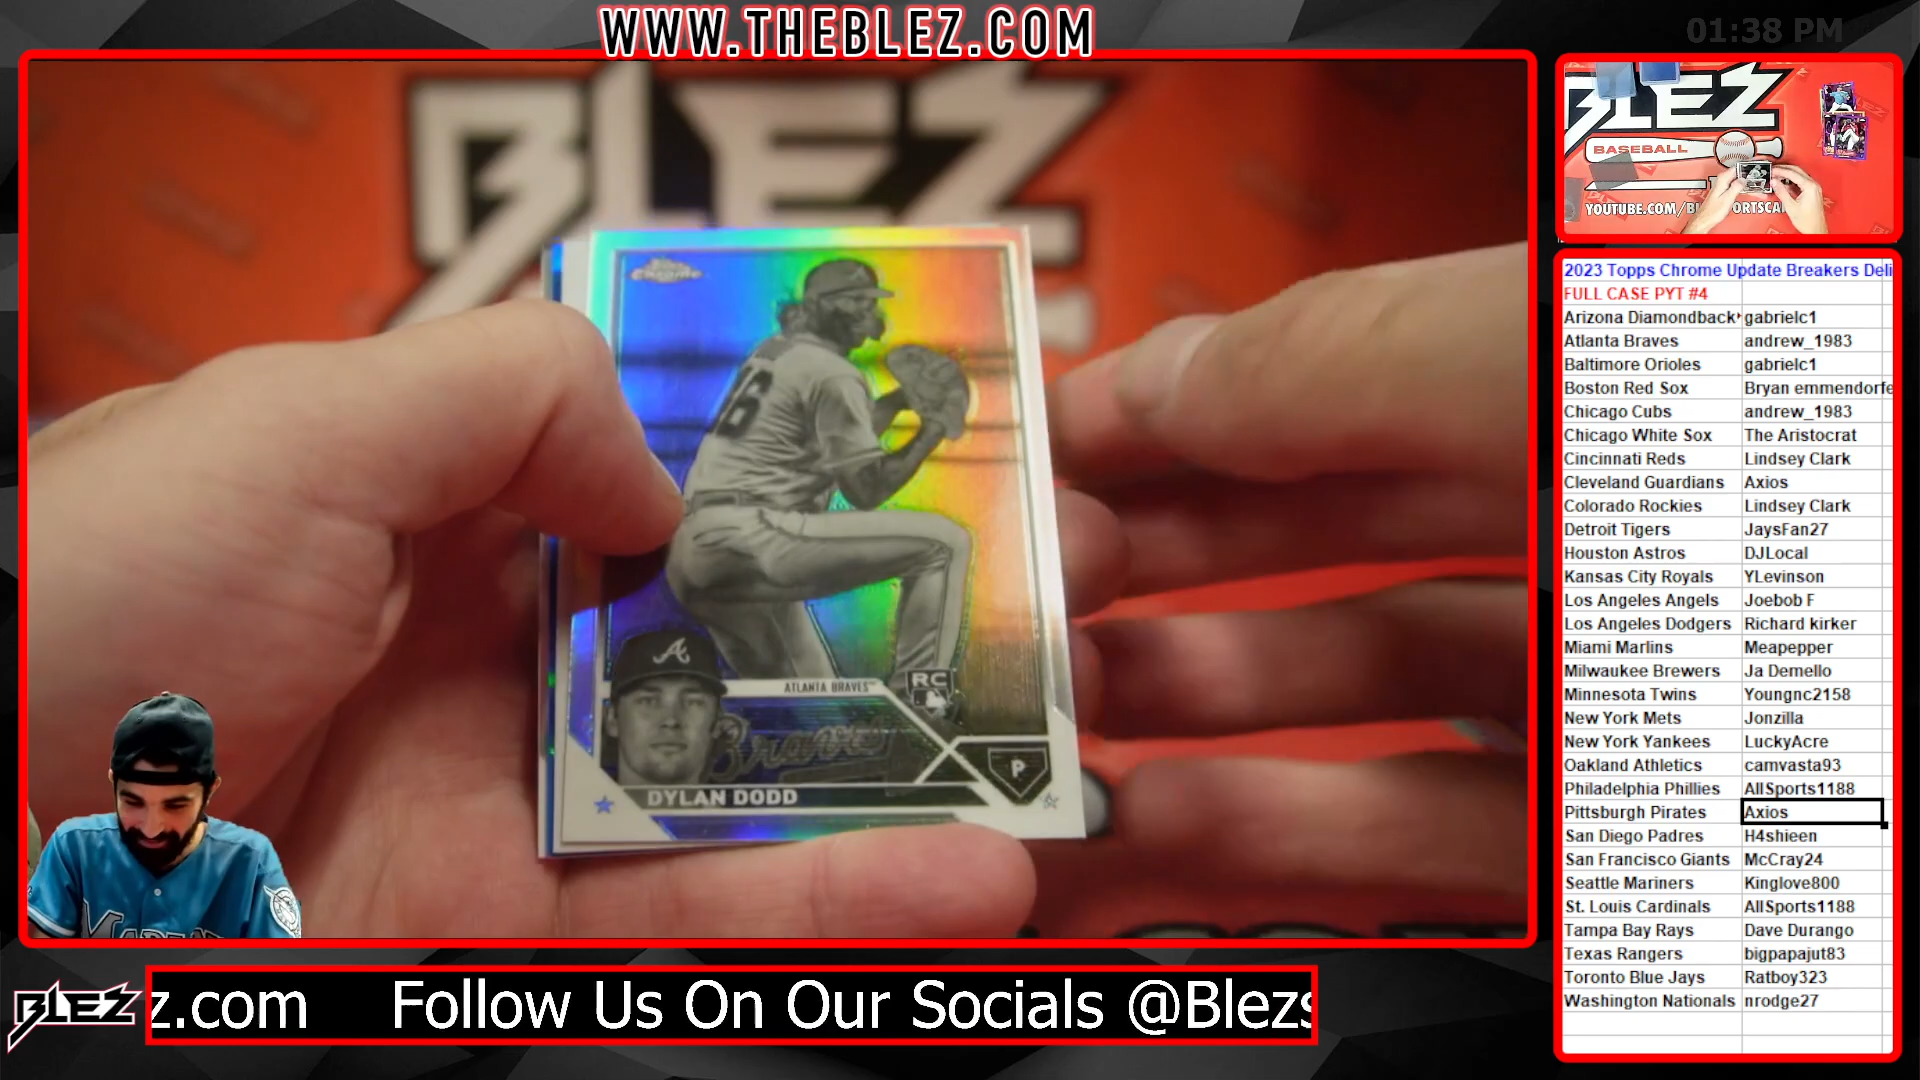 WWW.THEBLEZ.COM
01:38 PM
BLEZ
Topps Chrome
16
A
ATLANTA BRAVES
RC
Braves
P
DYLAN DODD
BLEZ
BASEBALL
YOUTUBE.COM/BL
2023 Topps Chrome Update Breakers Deli
FULL CASE PYT #4
Arizona Diamondback gabrielc1
Atlanta Braves andrew_1983
Baltimore Orioles gabrielc1
Boston Red Sox Bryan emmendorfe
Chicago Cubs andrew_1983
Chicago White Sox The Aristocrat
Cincinnati Reds Lindsey Clark
Cleveland Guardians Axios
Colorado Rockies Lindsey Clark
Detroit Tigers JaysFan27
Houston Astros DJLocal
Kansas City Royals YLevinson
Los Angeles Angels Joebob F
Los Angeles Dodgers Richard kirker
Miami Marlins Meapepper
Milwaukee Brewers Ja Demello
Minnesota Twins Youngnc2158
New York Mets Jonzilla
New York Yankees LuckyAcre
Oakland Athletics camvasta93
Philadelphia Phillies AllSports1188
Pittsburgh Pirates Axios
San Diego Padres H4shieen
San Francisco Giants McCray24
Seattle Mariners Kinglove800
St. Louis Cardinals AllSports1188
Tampa Bay Rays Dave Durango
Texas Rangers bigpapajut83
Toronto Blue Jays Ratboy323
Washington Nationals nrodge27
BLEZ
z.com Follow Us On Our Socials @Blezs